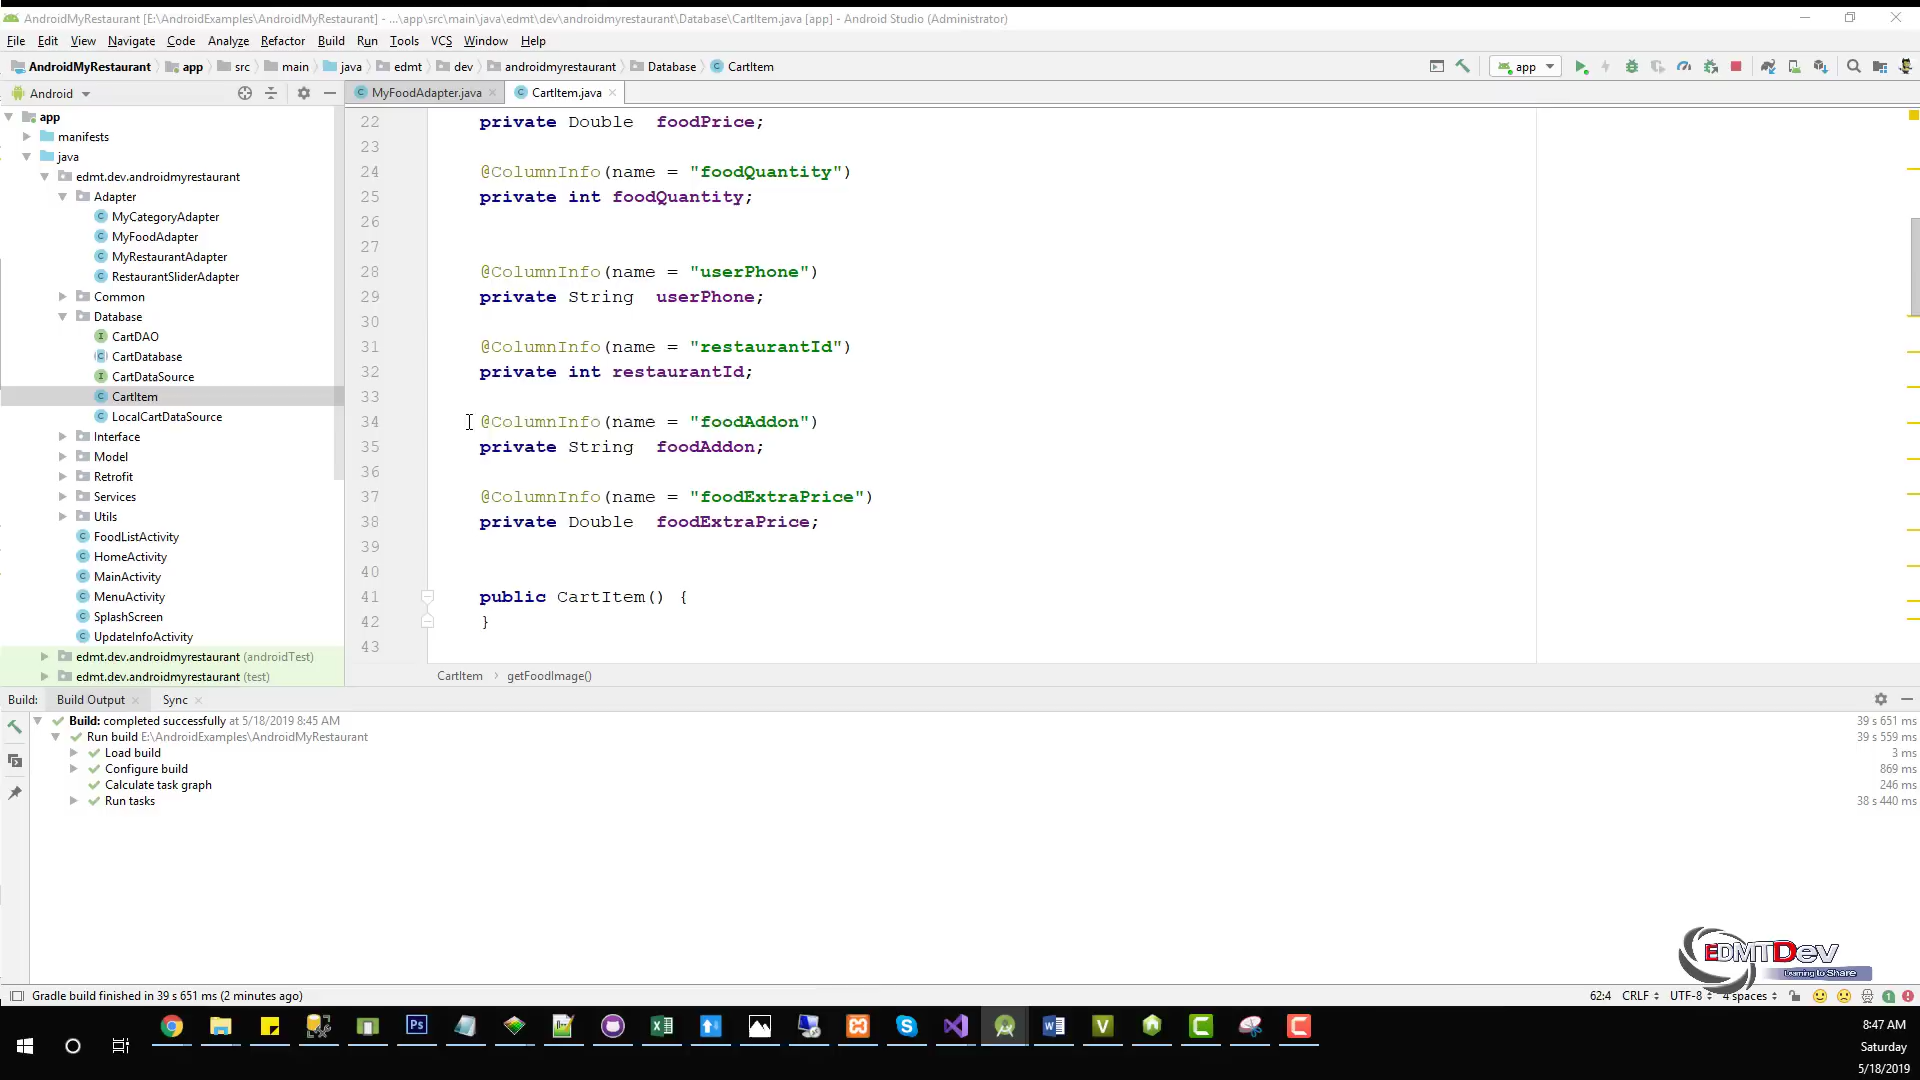 AndroidMyRestaurant [E:\AndroidExamples\AndroidMyRestaurant] - ...\app\src\main\java\edmt\dev\androidmyrestaurant\Database\CartItem.java [app] - Android Studio (Administrator)
File Edit View Navigate Code Analyze Refactor Build Run Tools VCS Window Help
AndroidMyRestaurant app src main java edmt dev androidmyrestaurant Database CartItem
app
Android
MyFoodAdapter.java
CartItem.java
app
manifests
java
edmt.dev.androidmyrestaurant
Adapter
MyCategoryAdapter
MyFoodAdapter
MyRestaurantAdapter
RestaurantSliderAdapter
Common
Database
CartDAO
CartDatabase
CartDataSource
CartItem
LocalCartDataSource
Interface
Model
Retrofit
Services
Utils
FoodListActivity
HomeActivity
MainActivity
MenuActivity
SplashScreen
UpdateInfoActivity
edmt.dev.androidmyrestaurant (androidTest)
edmt.dev.androidmyrestaurant (test)
22 private Double foodPrice;
23
24 @ColumnInfo(name = "foodQuantity")
25 private int foodQuantity;
26
27
28 @ColumnInfo(name = "userPhone")
29 private String userPhone;
30
31 @ColumnInfo(name = "restaurantId")
32 private int restaurantId;
33
34 @ColumnInfo(name = "foodAddon")
35 private String foodAddon;
36
37 @ColumnInfo(name = "foodExtraPrice")
38 private Double foodExtraPrice;
39
40
41 public CartItem() {
42 }
43
CartItem › getFoodImage()
Build: Build Output Sync
Build: completed successfully at 5/18/2019 8:45 AM 39 s 651 ms
Run build E:\AndroidExamples\AndroidMyRestaurant 39 s 559 ms
Load build 3 ms
Configure build 869 ms
Calculate task graph 246 ms
Run tasks 38 s 440 ms
EDMTDev
Learning to Share
Gradle build finished in 39 s 651 ms (2 minutes ago) 62:4 CRLF UTF-8 4 spaces 1
8:47 AM
Saturday
5/18/2019